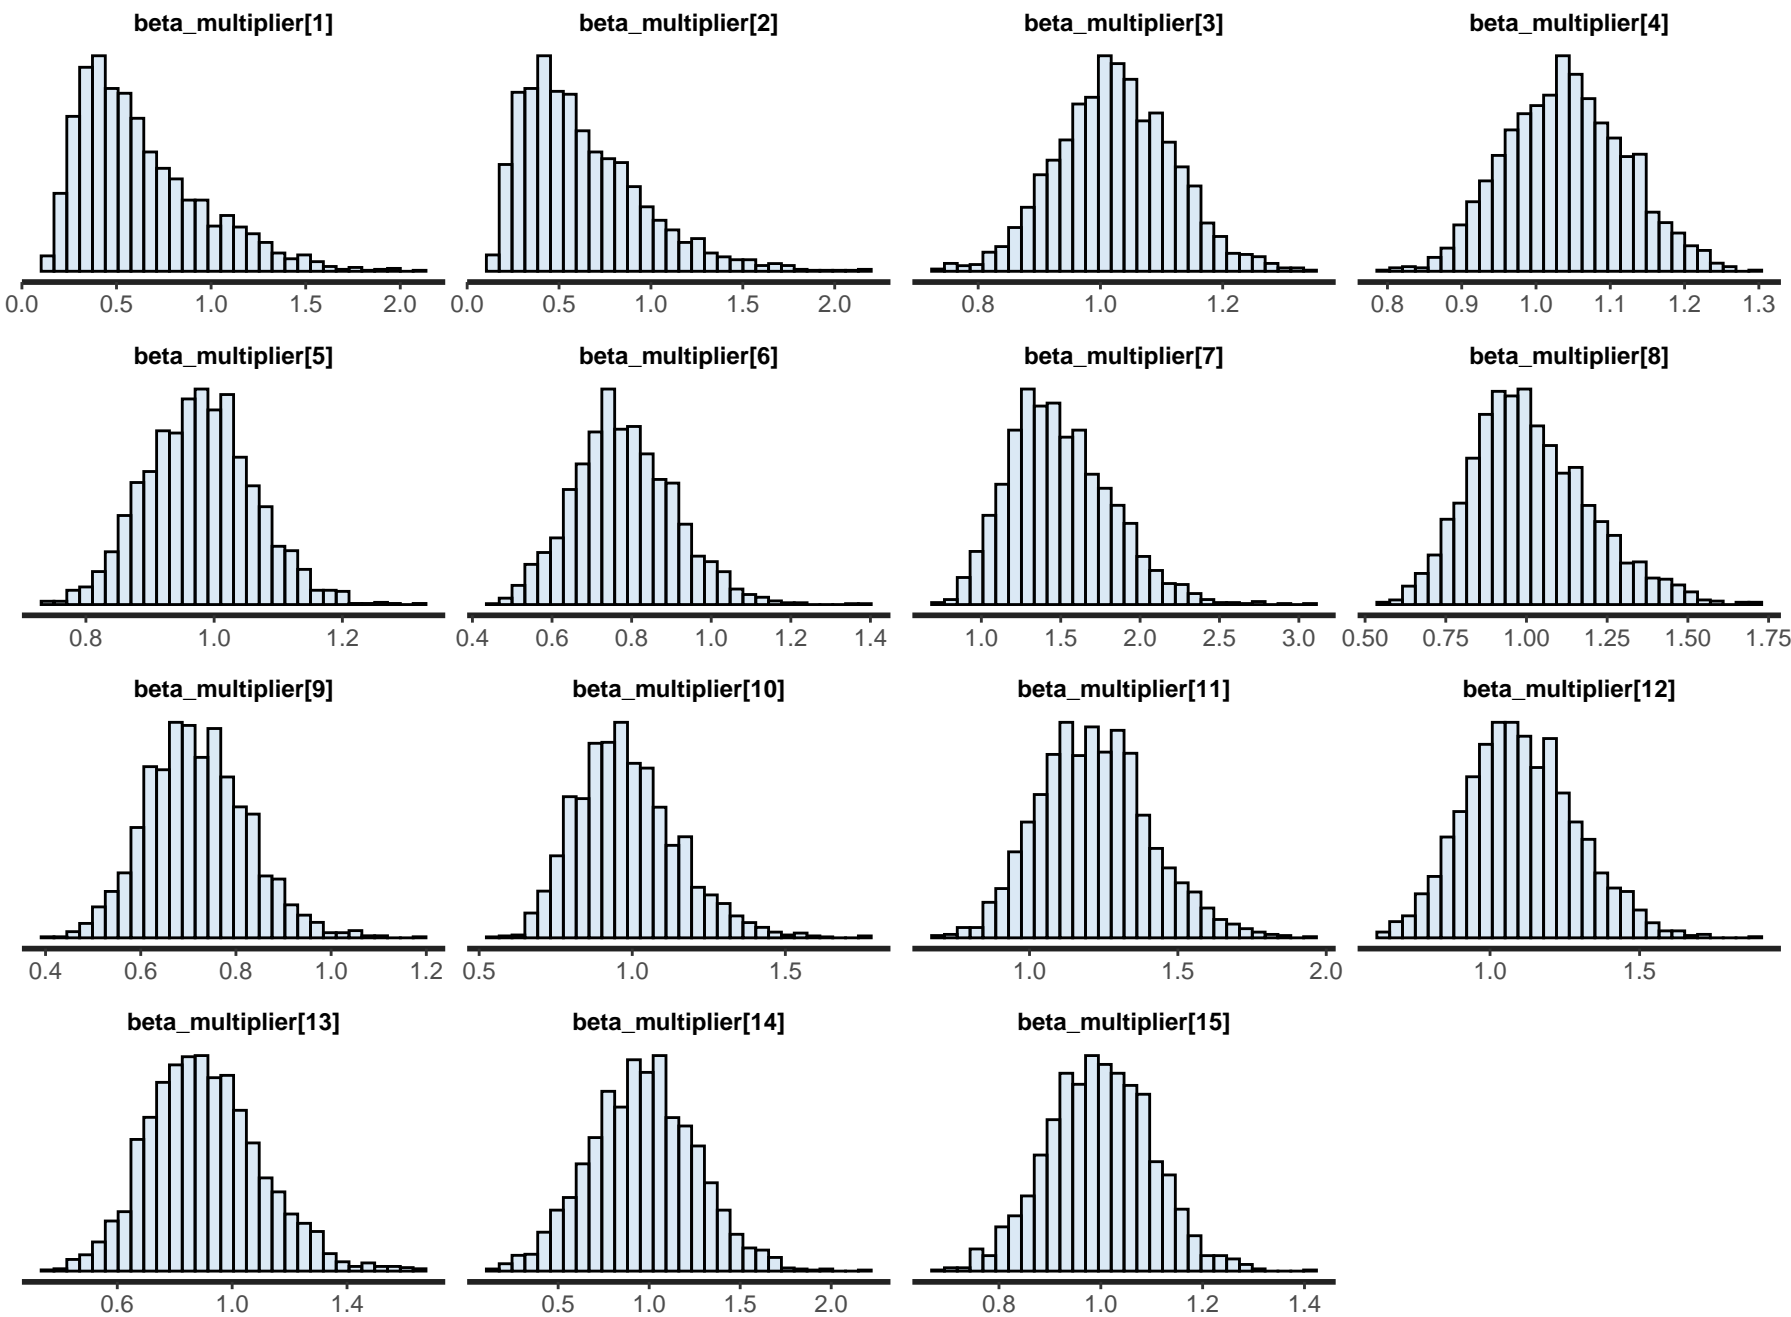 beta_multiplier[1] beta_multiplier[2] beta_multiplier[3] beta_multiplier[4]
0.0 0.5 1.0 1.5 2.0 0.0 0.5 1.0 1.5 2.0 0.8 1.0 1.2 0.8 0.9 1.0 1.1 1.2 1.3
beta_multiplier[5] beta_multiplier[6] beta_multiplier[7] beta_multiplier[8]
0.8 1.0 1.2 0.4 0.6 0.8 1.0 1.2 1.4 1.0 1.5 2.0 2.5 3.0 0.50 0.75 1.00 1.25 1.50 1.75
beta_multiplier[9] beta_multiplier[10] beta_multiplier[11] beta_multiplier[12]
0.4 0.6 0.8 1.0 1.2 0.5 1.0 1.5 1.0 1.5 2.0 1.0 1.5
beta_multiplier[13] beta_multiplier[14] beta_multiplier[15]
0.6 1.0 1.4 0.5 1.0 1.5 2.0 0.8 1.0 1.2 1.4